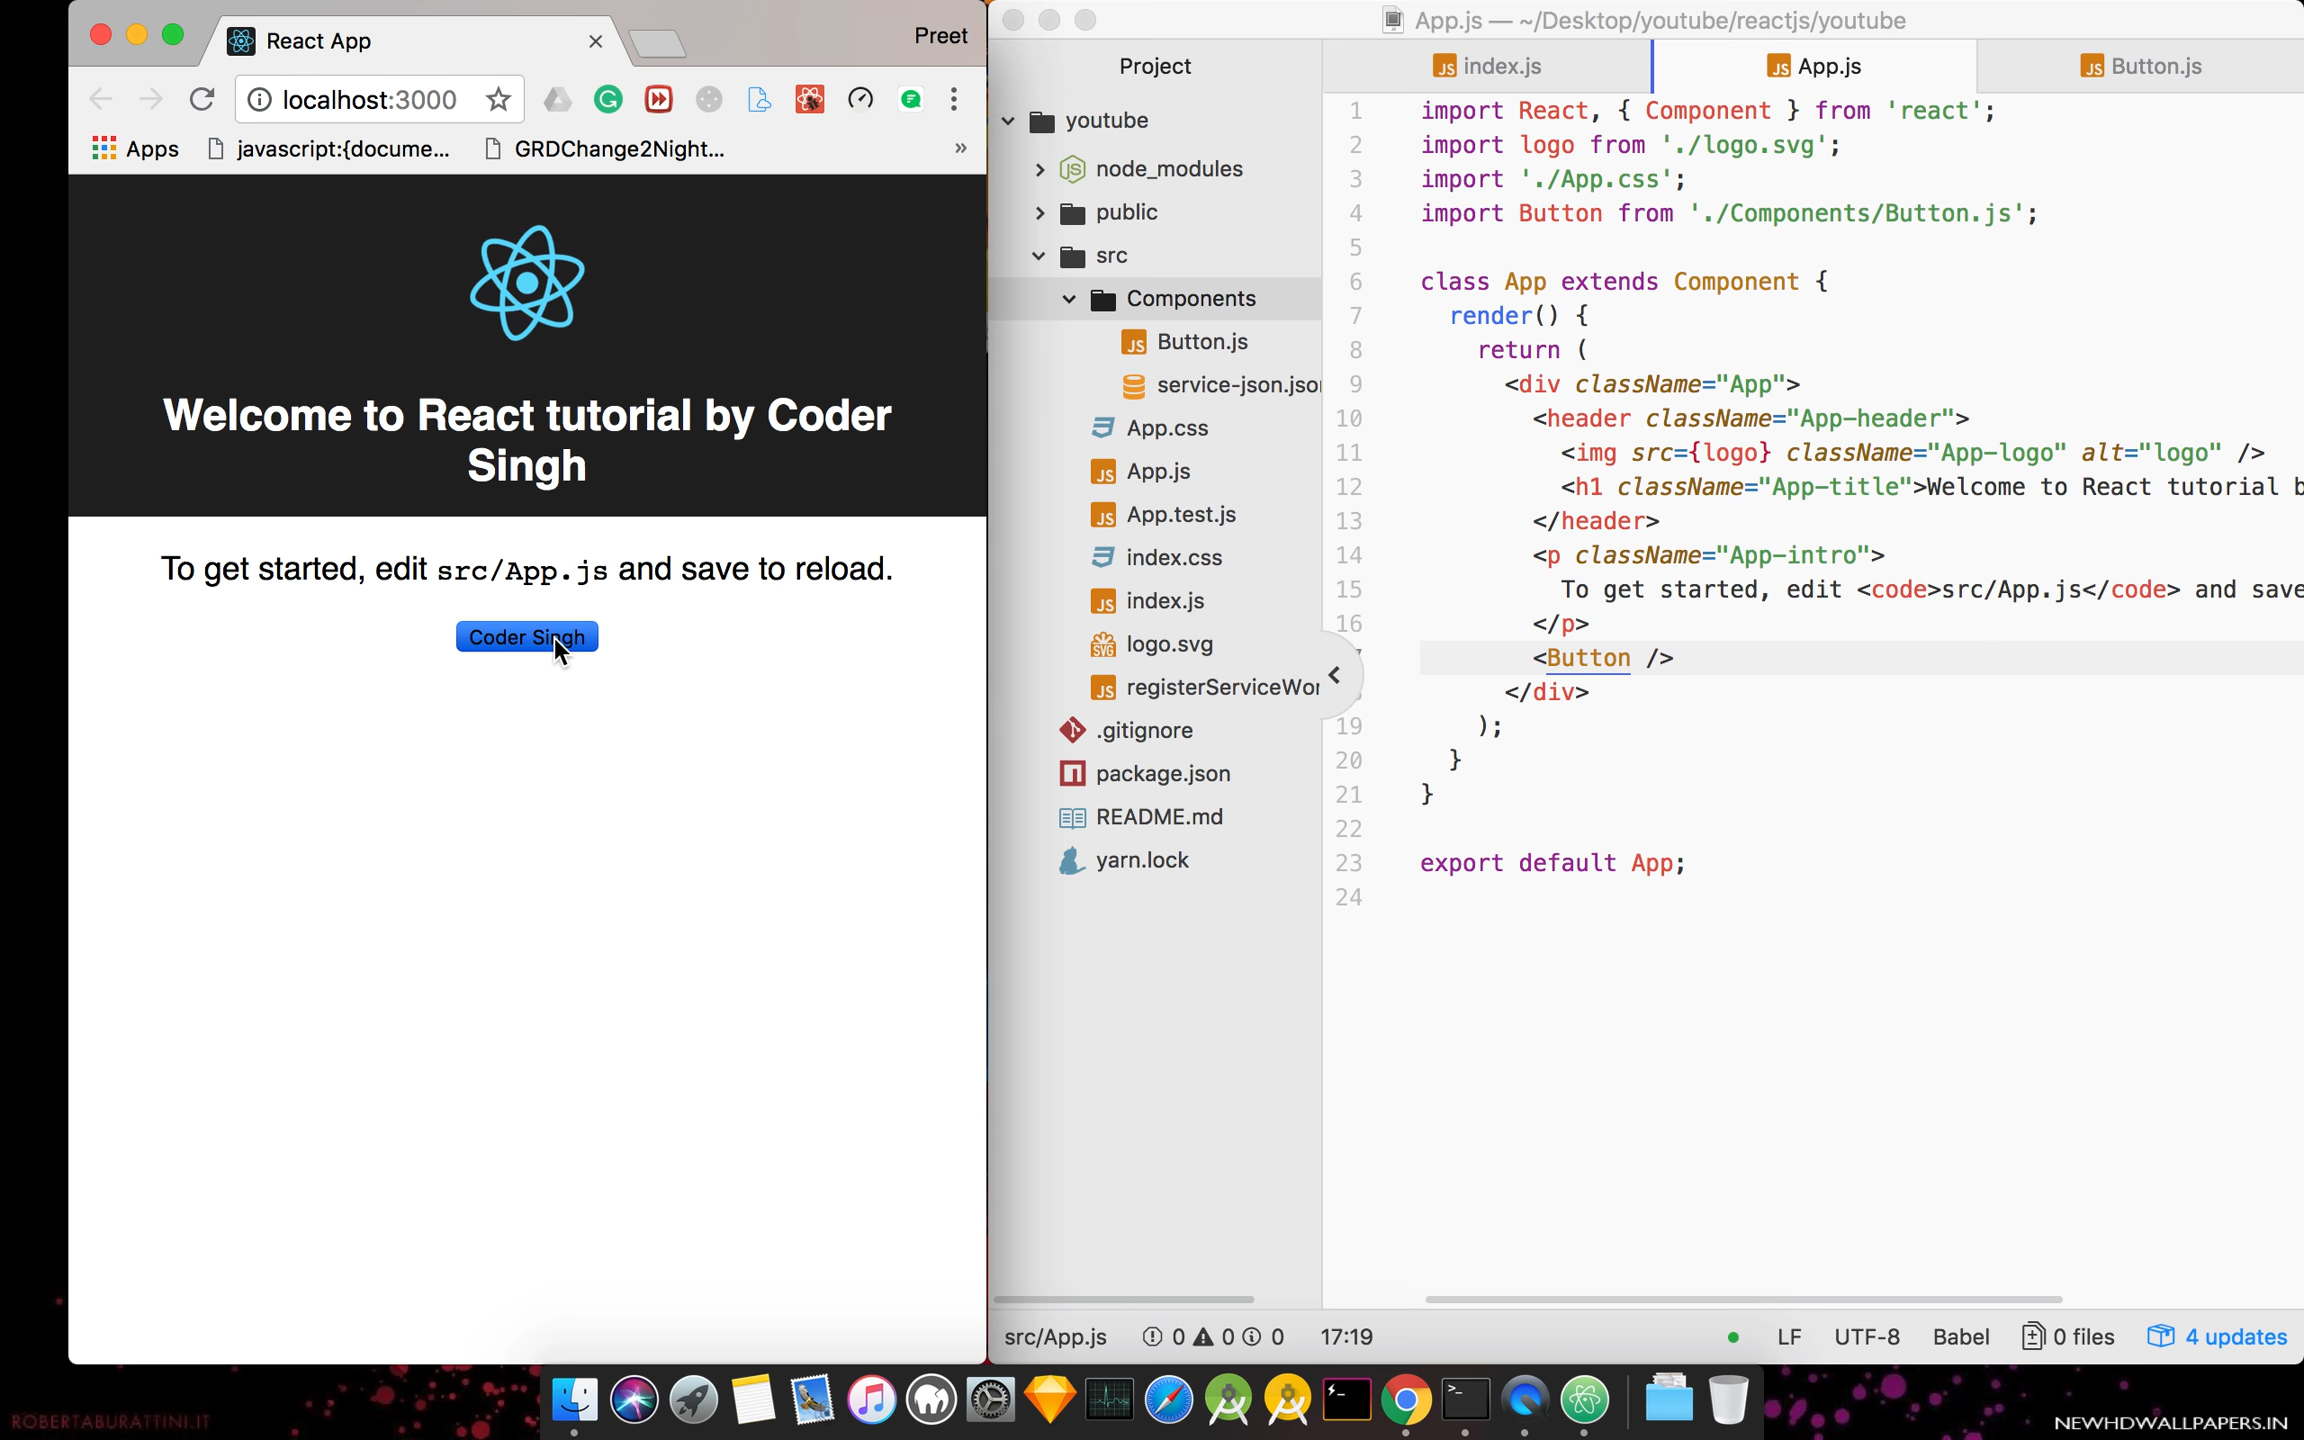 React App
Preet
localhost:3000
Apps
javascript:{docume...
GRDChange2Night...
»
Welcome to React tutorial by Coder
Singh
To get started, edit src/App.js and save to reload.
Coder Singh
App.js — ~/Desktop/youtube/reactjs/youtube
Project
youtube
node_modules
public
src
Components
Button.js
service-json.jso
App.css
App.js
App.test.js
index.css
index.js
logo.svg
registerServiceWor
.gitignore
package.json
README.md
yarn.lock
index.js
App.js
Button.js
1 import React, { Component } from 'react';
2 import logo from './logo.svg';
3 import './App.css';
4 import Button from './Components/Button.js';
5
6 class App extends Component {
7 render() {
8 return (
9 <div className="App">
10 <header className="App-header">
11 <img src={logo} className="App-logo" alt="logo" />
12 <h1 className="App-title">Welcome to React tutorial b
13 </header>
14 <p className="App-intro">
15 To get started, edit <code>src/App.js</code> and save
16 </p>
<Button />
</div>
19 );
20 }
21 }
22
23 export default App;
24
src/App.js 0 0 0 17:19
LF UTF-8 Babel 0 files 4 updates
ROBERTABURATTINI.IT
NEWHDWALLPAPERS.IN